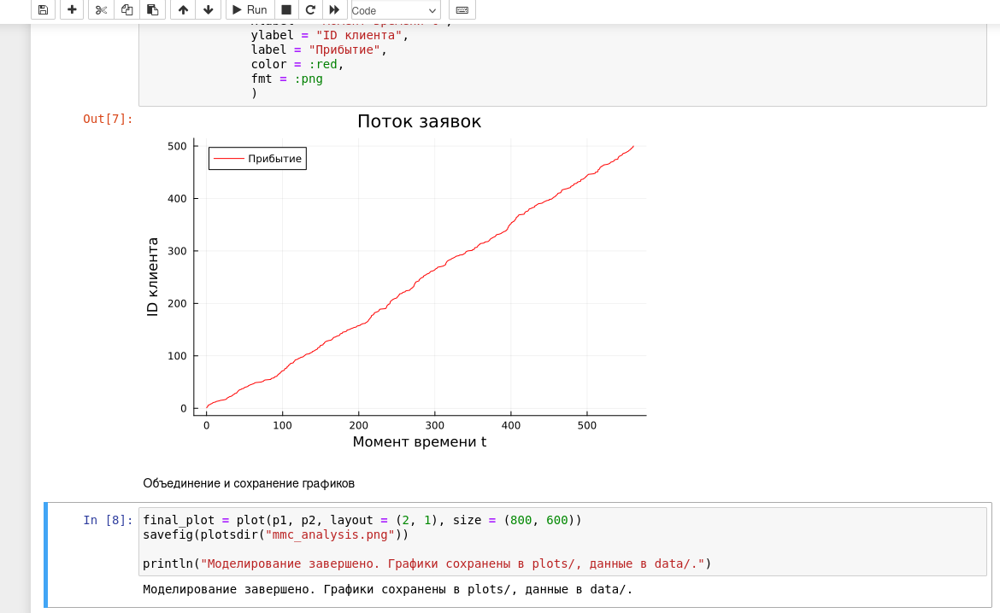 Run
Code
ylabel = "ID клиента",
label = "Прибытие",
color = :red,
fmt = :png
)
Out[7]:
Поток заявок
Прибытие
500
400
300
200
100
0
ID клиента
0 100 200 300 400 500
Момент времени t
Объединение и сохранение графиков
In [8]:
final_plot = plot(p1, p2, layout = (2, 1), size = (800, 600))
savefig(plotsdir("mmc_analysis.png"))
println("Моделирование завершено. Графики сохранены в plots/, данные в data/.")
Моделирование завершено. Графики сохранены в plots/, данные в data/.